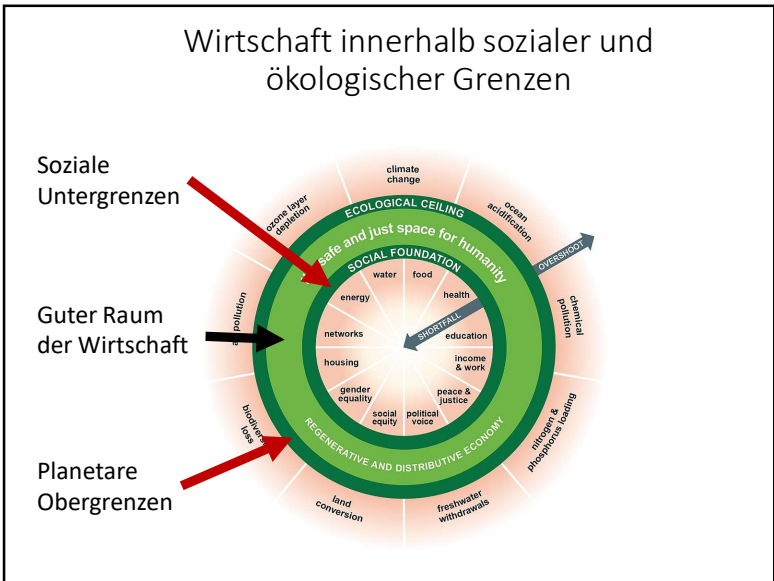 Wirtschaft innerhalb sozialer und
ökologischer Grenzen
Soziale
Untergrenzen
Guter Raum
der Wirtschaft
Planetare
Obergrenzen
climate
change
ocean
acidification
chemical
pollution
nitrogen &
phosphorus loading
freshwater
withdrawals
land
conversion
loss
pollution
ozone layer
depletion
OVERSHOOT
ECOLOGICAL CEILING
safe and just space for humanity
SOCIAL FOUNDATION
water
food
health
education
income
& work
peace &
justice
political
voice
social
equity
gender
equality
housing
networks
energy
SHORTFALL
REGENERATIVE AND DISTRIBUTIVE ECONOMY